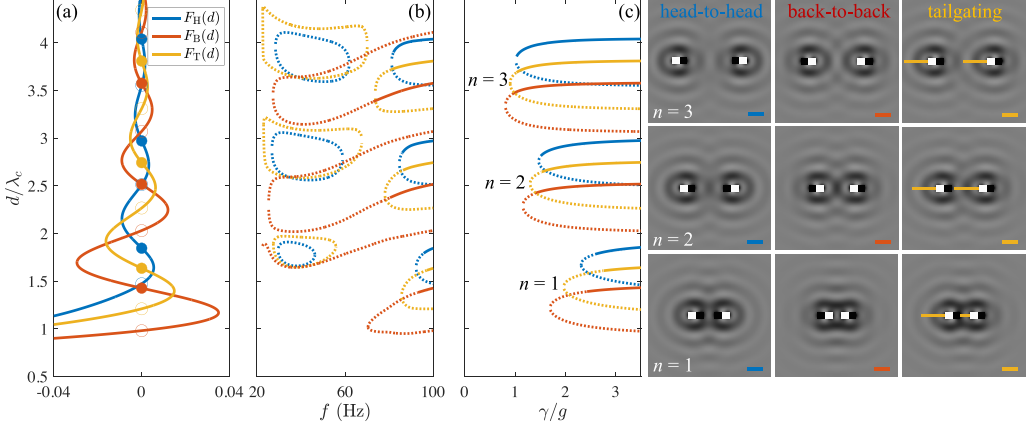 (a)
F_H(d)
F_B(d)
F_T(d)
d/λ_c
4
3.5
3
2.5
2
1.5
1
0.5
-0.04
0
0.04
(b)
20
60
100
f (Hz)
(c)
n = 3
n = 2
n = 1
0
1
2
3
γ/g
head-to-head
back-to-back
tailgating
n = 3
n = 2
n = 1